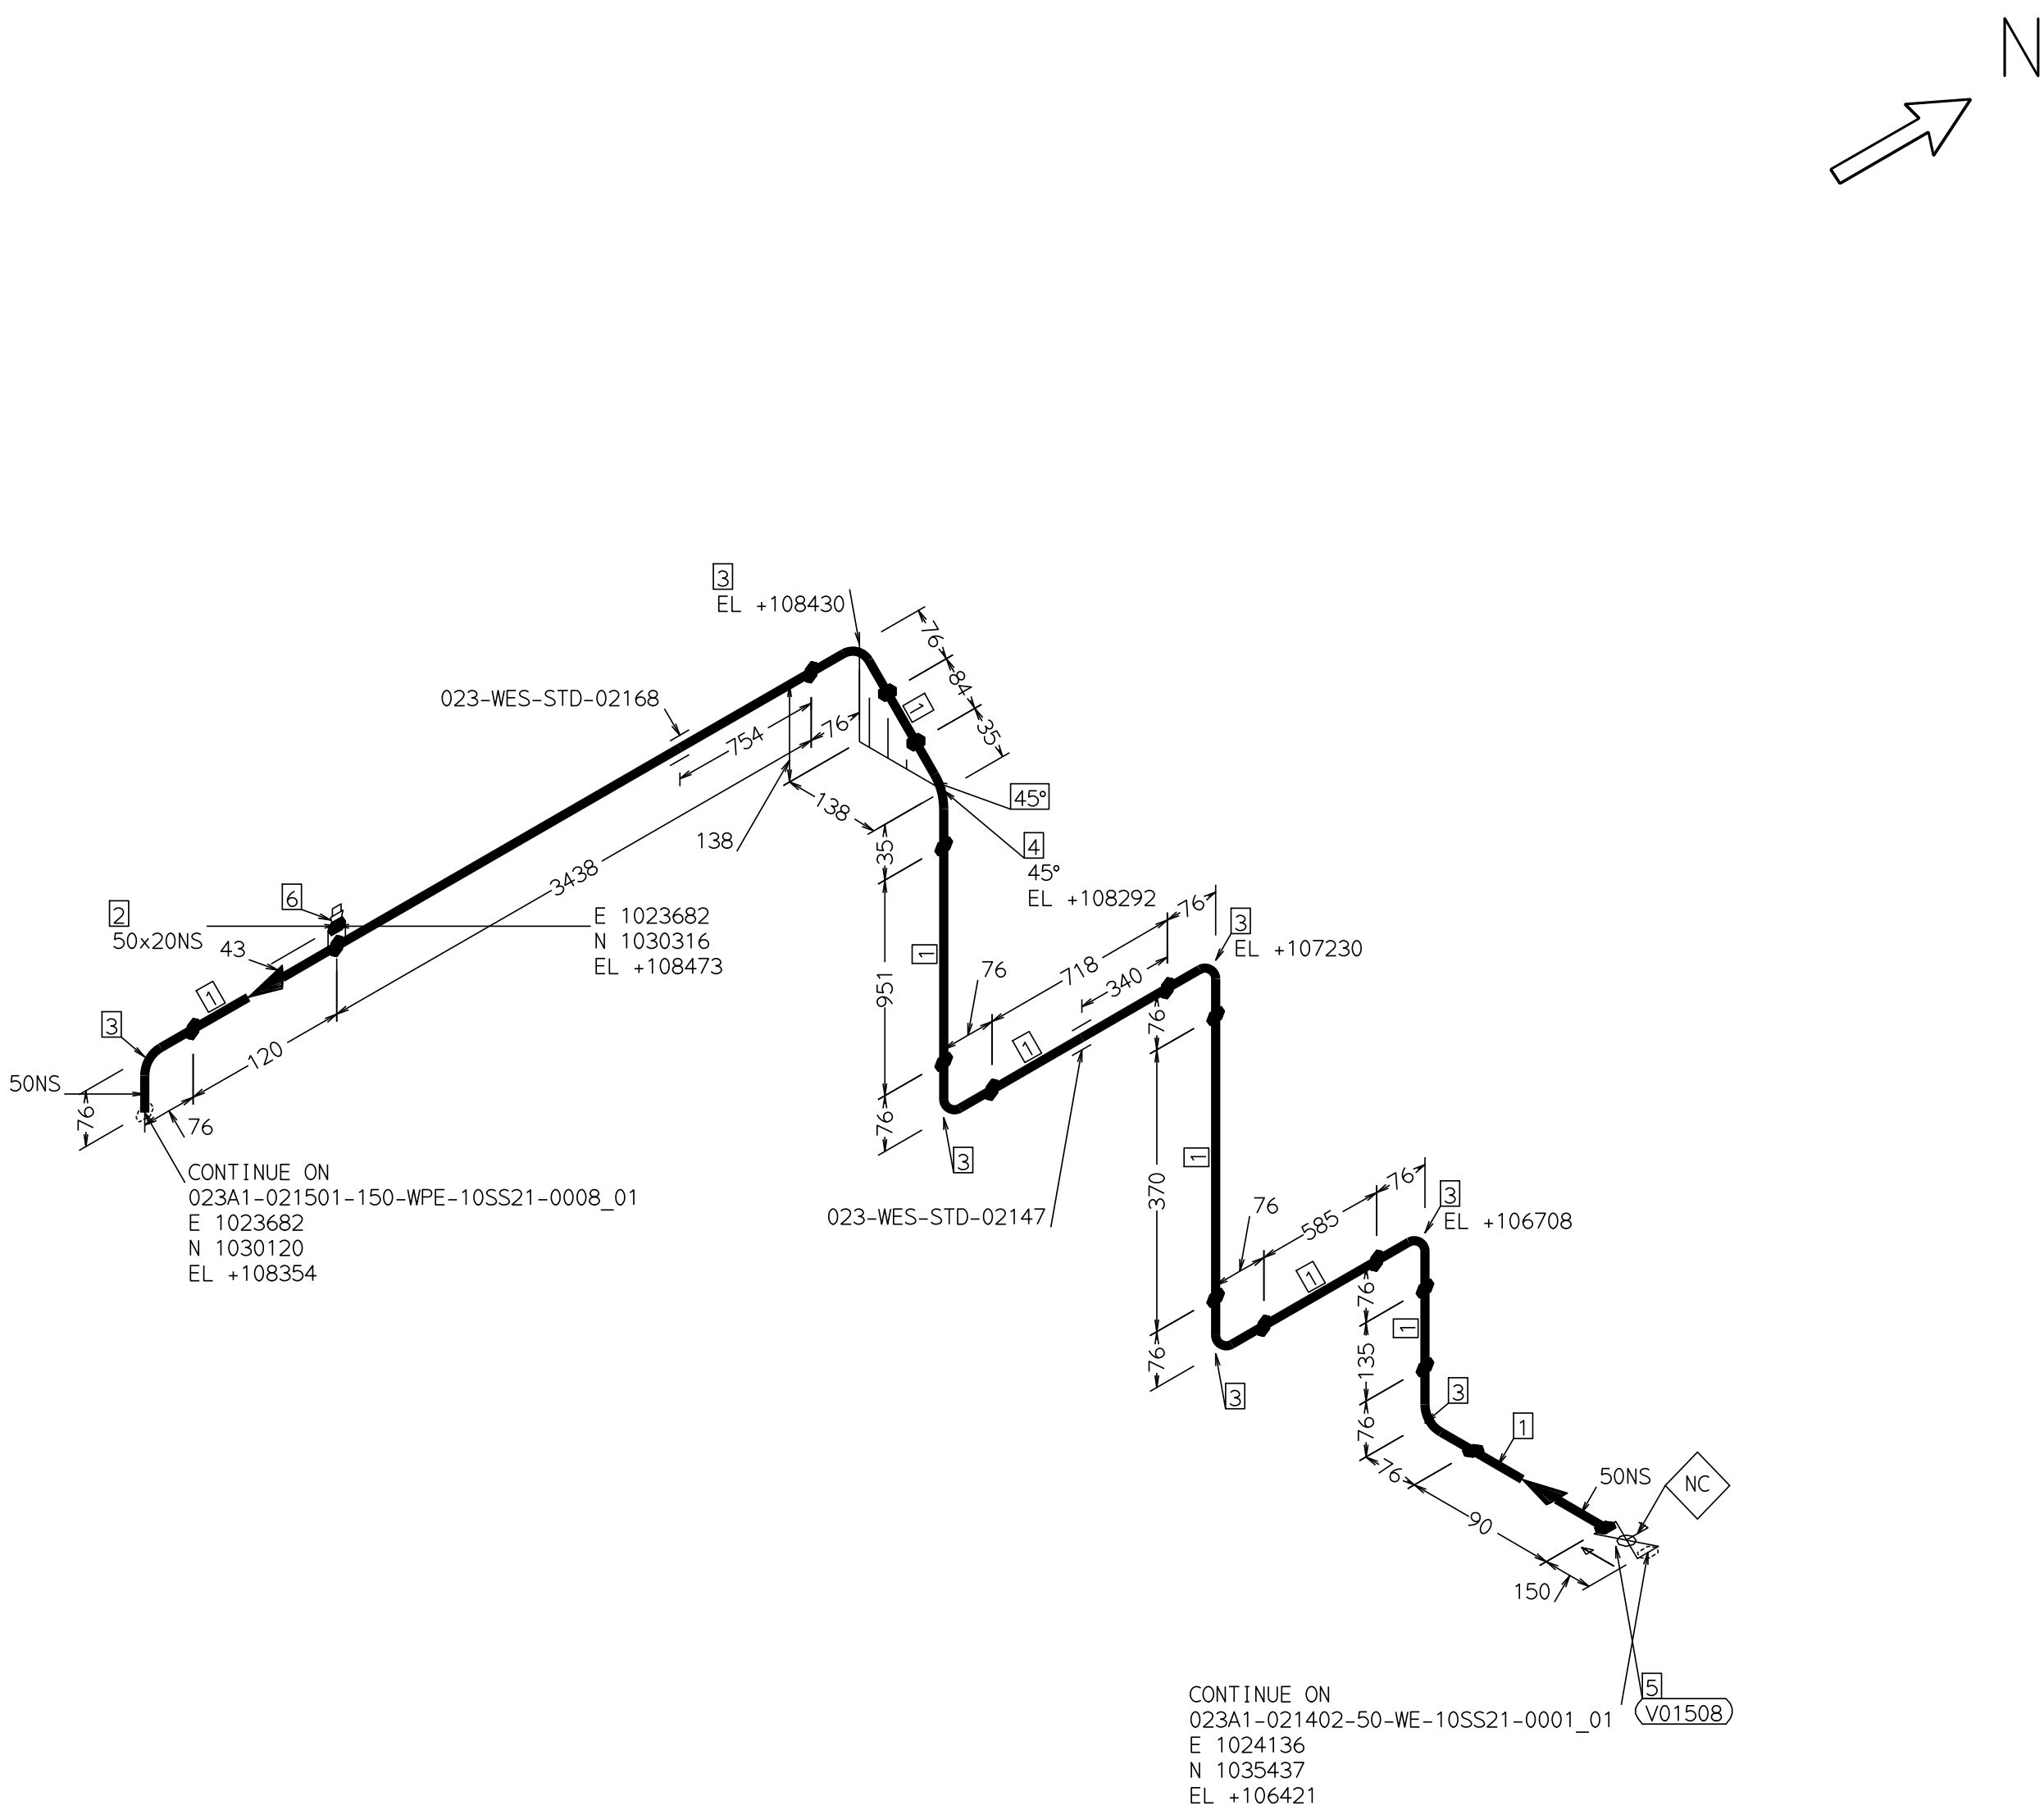 N
3
EL +108430
76
84
35
023-WES-STD-02168
1
754
76
45°
138
138
4
45°
EL +108292
35
3438
6
2
50x20NS
43
E 1023682
N 1030316
EL +108473
76
3
EL +107230
1
951
718
76
340
1
3
1
76
120
50NS
76
76
76
3
CONTINUE ON
023A1-021501-150-WPE-10SS21-0008_01
E 1023682
N 1030120
EL +108354
1
370
76
3
EL +106708
023-WES-STD-02147
76
585
1
76
1
135
76
3
3
76
1
76
50NS
NC
90
150
5
V01508
CONTINUE ON
023A1-021402-50-WE-10SS21-0001_01
E 1024136
N 1035437
EL +106421